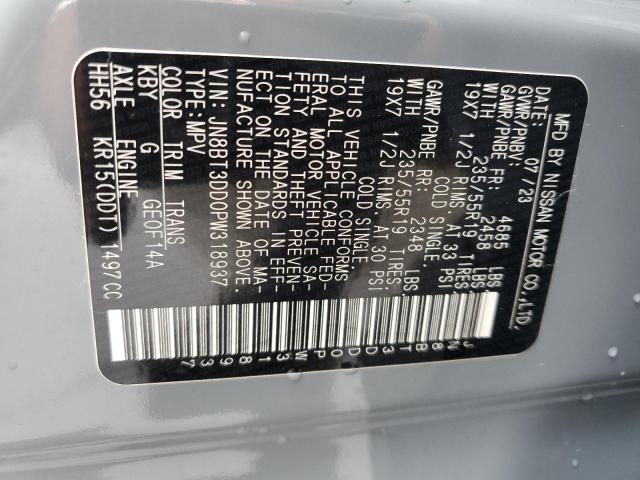 MFD BY NISSAN MOTOR CO.,LTD.
DATE: 07/23
GVWR/PNBV: 4685 LBS
GAWR/PNBE FR: 2458 LBS
WITH 235/55R19 TIRES,
19X7 1/2J RIMS AT 33 PSI
COLD SINGLE.
GAWR/PNBE RR: 2348 LBS
WITH 235/55R19 TIRES,
19X7 1/2J RIMS AT 30 PSI
COLD SINGLE.
THIS VEHICLE CONFORMS
TO ALL APPLICABLE FED-
ERAL MOTOR VEHICLE SA-
FETY AND THEFT PREVEN-
TION STANDARDS IN EFF-
ECT ON THE DATE OF MA-
NUFACTURE SHOWN ABOVE.
VIN: JN8BT3DD0PW318937
TYPE: MPV
COLOR TRIM TRANS
KBY G GE0F14A
AXLE ENGINE
HH56 KR15(DDT) 1497CC
JN8BT3DD0PW318937